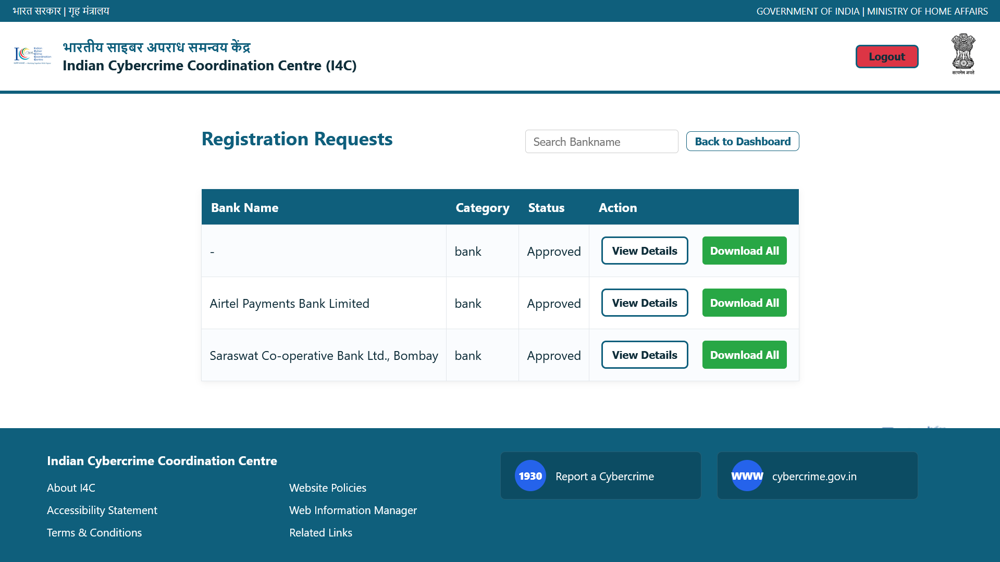 भारत सरकार | गृह मंत्रालय
GOVERNMENT OF INDIA | MINISTRY OF HOME AFFAIRS
भारतीय साइबर अपराध समन्वय केंद्र
Indian Cybercrime Coordination Centre (I4C)
Logout
सत्यमेव जयते
Registration Requests
Search Bankname
Back to Dashboard
Bank Name Category Status Action
- bank Approved View Details Download All
Airtel Payments Bank Limited bank Approved View Details Download All
Saraswat Co-operative Bank Ltd., Bombay bank Approved View Details Download All
Indian Cybercrime Coordination Centre
About I4C
Website Policies
Accessibility Statement
Web Information Manager
Terms & Conditions
Related Links
1930 Report a Cybercrime
WWW cybercrime.gov.in